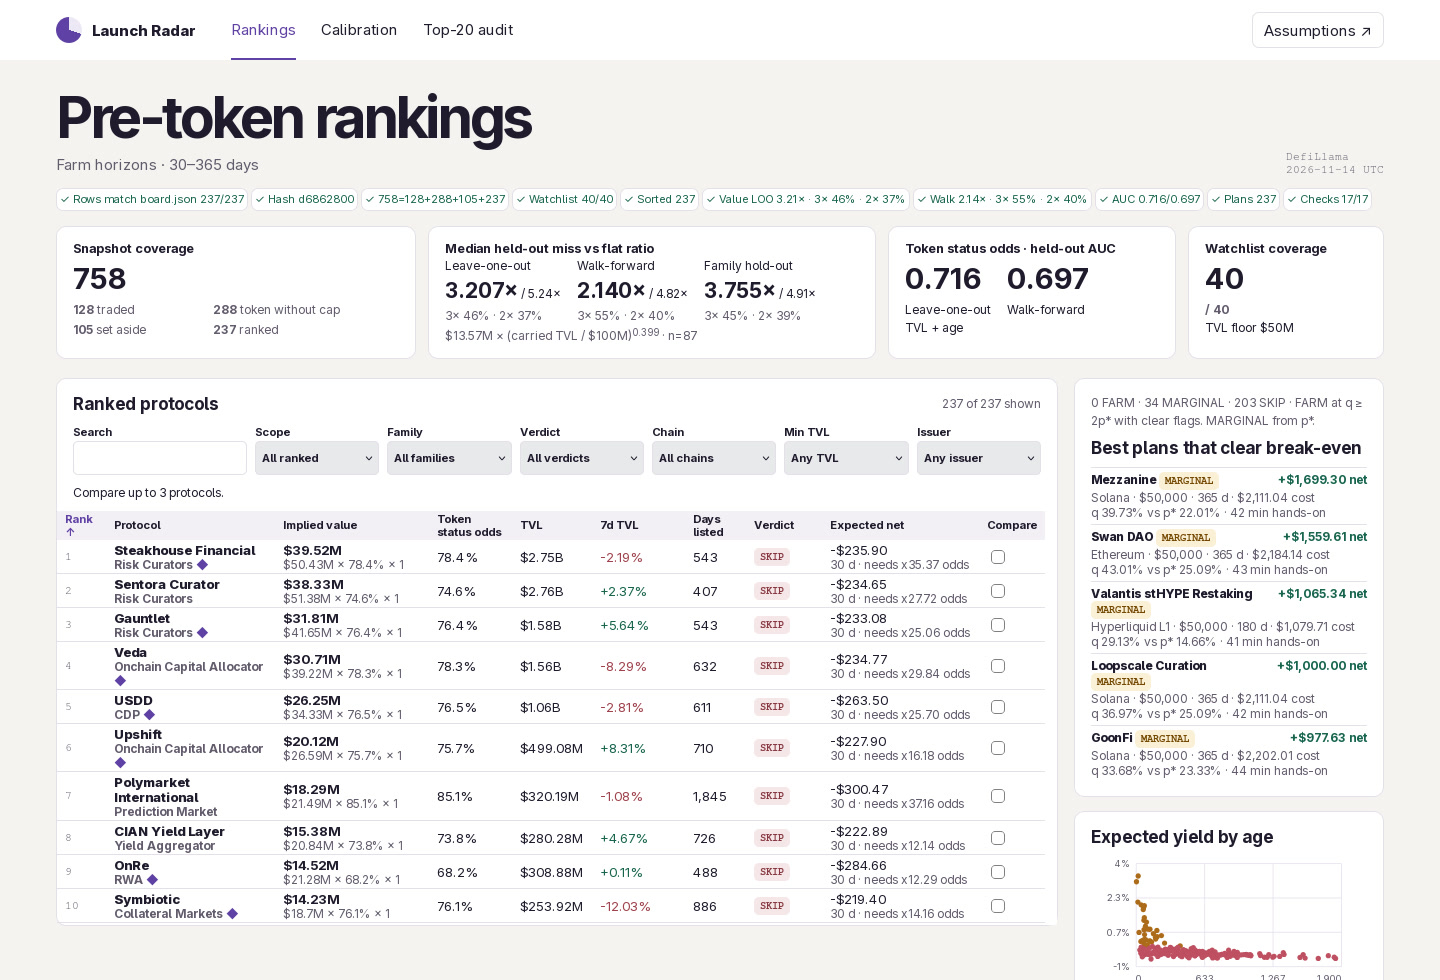 Launch Radar
Rankings
Calibration
Top-20 audit
Assumptions ↗
Pre-token rankings
Farm horizons · 30–365 days
DefiLlama
2026-11-14 UTC
✓ Rows match board.json 237/237
✓ Hash d6862800
✓ 758=128+288+105+237
✓ Watchlist 40/40
✓ Sorted 237
✓ Value LOO 3.21× · 3× 46% · 2× 37%
✓ Walk 2.14× · 3× 55% · 2× 40%
✓ AUC 0.716/0.697
✓ Plans 237
✓ Checks 17/17
Snapshot coverage
758
128 traded
288 token without cap
105 set aside
237 ranked
Median held-out miss vs flat ratio
Leave-one-out
Walk-forward
Family hold-out
3.207× / 5.24×
2.140× / 4.82×
3.755× / 4.91×
3× 46% · 2× 37%
3× 55% · 2× 40%
3× 45% · 2× 39%
$13.57M × (carried TVL / $100M)^0.399 · n=87
Token status odds · held-out AUC
0.716
0.697
Leave-one-out
Walk-forward
TVL + age
Watchlist coverage
40
/ 40
TVL floor $50M
Ranked protocols
237 of 237 shown
Search
Scope
Family
Verdict
Chain
Min TVL
Issuer
All ranked
All families
All verdicts
All chains
Any TVL
Any issuer
Compare up to 3 protocols.
Rank ↑
Protocol
Implied value
Token status odds
TVL
7d TVL
Days listed
Verdict
Expected net
Compare
1 Steakhouse Financial $39.52M 78.4% $2.75B -2.19% 543 SKIP -$235.90
Risk Curators ◆ $50.43M × 78.4% × 1 30 d · needs x35.37 odds
2 Sentora Curator $38.33M 74.6% $2.76B +2.37% 407 SKIP -$234.65
Risk Curators $51.38M × 74.6% × 1 30 d · needs x27.72 odds
3 Gauntlet $31.81M 76.4% $1.58B +5.64% 543 SKIP -$233.08
Risk Curators ◆ $41.65M × 76.4% × 1 30 d · needs x25.06 odds
4 Veda $30.71M 78.3% $1.56B -8.29% 632 SKIP -$234.77
Onchain Capital Allocator ◆ $39.22M × 78.3% × 1 30 d · needs x29.84 odds
5 USDD $26.25M 76.5% $1.06B -2.81% 611 SKIP -$263.50
CDP ◆ $34.33M × 76.5% × 1 30 d · needs x25.70 odds
6 Upshift $20.12M 75.7% $499.08M +8.31% 710 SKIP -$227.90
Onchain Capital Allocator ◆ $26.59M × 75.7% × 1 30 d · needs x16.18 odds
7 Polymarket International $18.29M 85.1% $320.19M -1.08% 1,845 SKIP -$300.47
Prediction Market $21.49M × 85.1% × 1 30 d · needs x37.16 odds
8 CIAN Yield Layer $15.38M 73.8% $280.28M +4.67% 726 SKIP -$222.89
Yield Aggregator $20.84M × 73.8% × 1 30 d · needs x12.14 odds
9 OnRe $14.52M 68.2% $308.88M +0.11% 488 SKIP -$284.66
RWA ◆ $21.28M × 68.2% × 1 30 d · needs x12.29 odds
10 Symbiotic $14.23M 76.1% $253.92M -12.03% 886 SKIP -$219.40
Collateral Markets ◆ $18.7M × 76.1% × 1 30 d · needs x14.16 odds
0 FARM · 34 MARGINAL · 203 SKIP · FARM at q ≥
2p* with clear flags. MARGINAL from p*.
Best plans that clear break-even
Mezzanine MARGINAL +$1,699.30 net
Solana · $50,000 · 365 d · $2,111.04 cost
q 39.73% vs p* 22.01% · 42 min hands-on
Swan DAO MARGINAL +$1,559.61 net
Ethereum · $50,000 · 365 d · $2,184.14 cost
q 43.01% vs p* 25.09% · 43 min hands-on
Valantis stHYPE Restaking +$1,065.34 net
MARGINAL
Hyperliquid L1 · $50,000 · 180 d · $1,079.71 cost
q 29.13% vs p* 14.66% · 41 min hands-on
Loopscale Curation +$1,000.00 net
MARGINAL
Solana · $50,000 · 365 d · $2,111.04 cost
q 36.97% vs p* 25.09% · 42 min hands-on
GoonFi MARGINAL +$977.63 net
Solana · $50,000 · 365 d · $2,202.01 cost
q 33.68% vs p* 23.33% · 44 min hands-on
Expected yield by age
4%
2.3%
0.7%
-1%
0
633
1,267
1,900